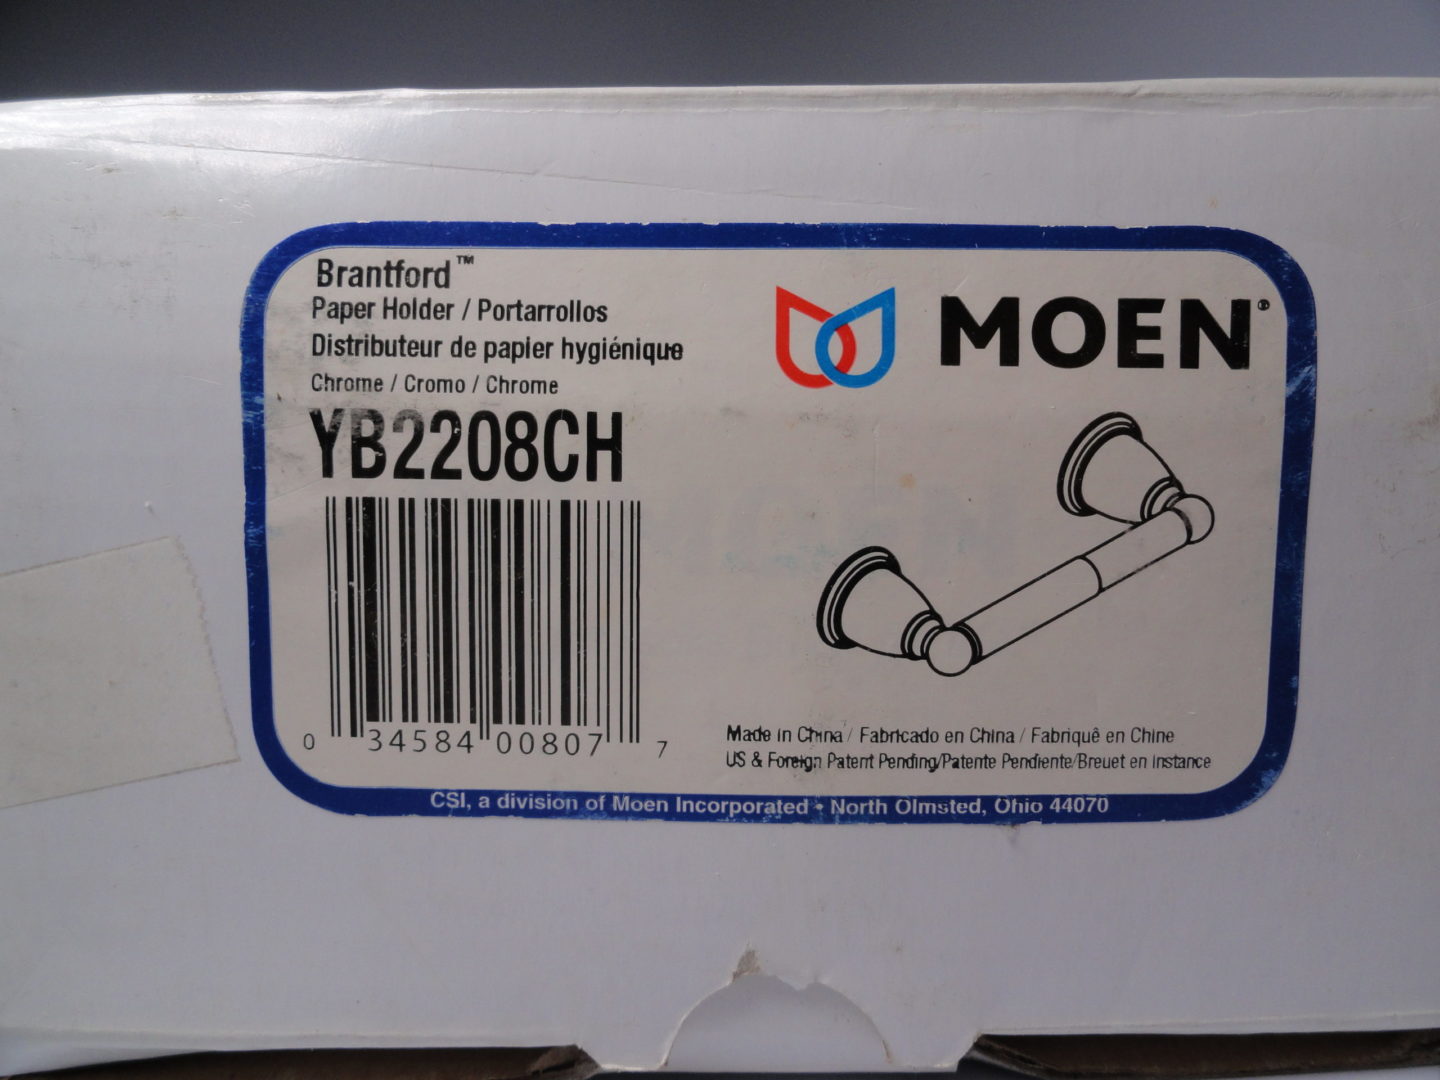 Brantford™
Paper Holder / Portarrollos
Distributeur de papier hygiénique
Chrome / Cromo / Chrome
YB2208CH
0 34584 00807 7
MOEN®
Made in China / Fabricado en China / Fabriquê en Chine
US & Foreign Patent Pending/Patente Pendiente/Breuet en instance
CSI, a division of Moen Incorporated • North Olmsted, Ohio 44070